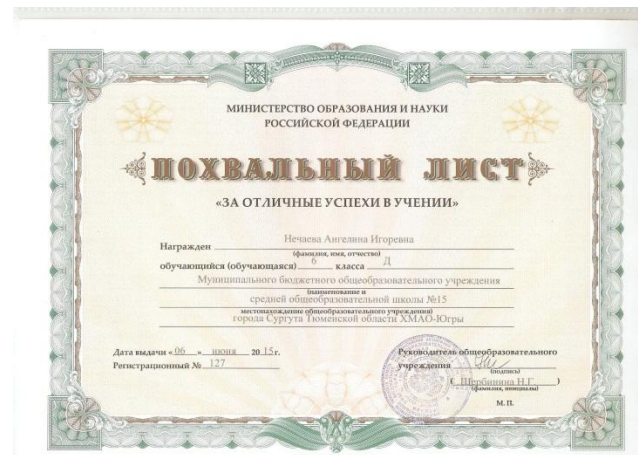 МИНИСТЕРСТВО ОБРАЗОВАНИЯ И НАУКИ
РОССИЙСКОЙ ФЕДЕРАЦИИ
ПОХВАЛЬНЫЙ ЛИСТ
«ЗА ОТЛИЧНЫЕ УСПЕХИ В УЧЕНИИ»
Награжден Нечаева Ангелина Игоревна
(фамилия, имя, отчество)
обучающийся (обучающаяся) 6 класса Д
Муниципального бюджетного общеобразовательного учреждения
(наименование и
средней общеобразовательной школы №15
местонахождение общеобразовательного учреждения)
города Сургута Тюменской области ХМАО-Югры
Дата выдачи «06» июня 2015г.
Регистрационный № 127
Руководитель общеобразовательного
учреждения
(подпись)
(Щербинина Н.Г.)
(фамилия, инициалы)
М. П.